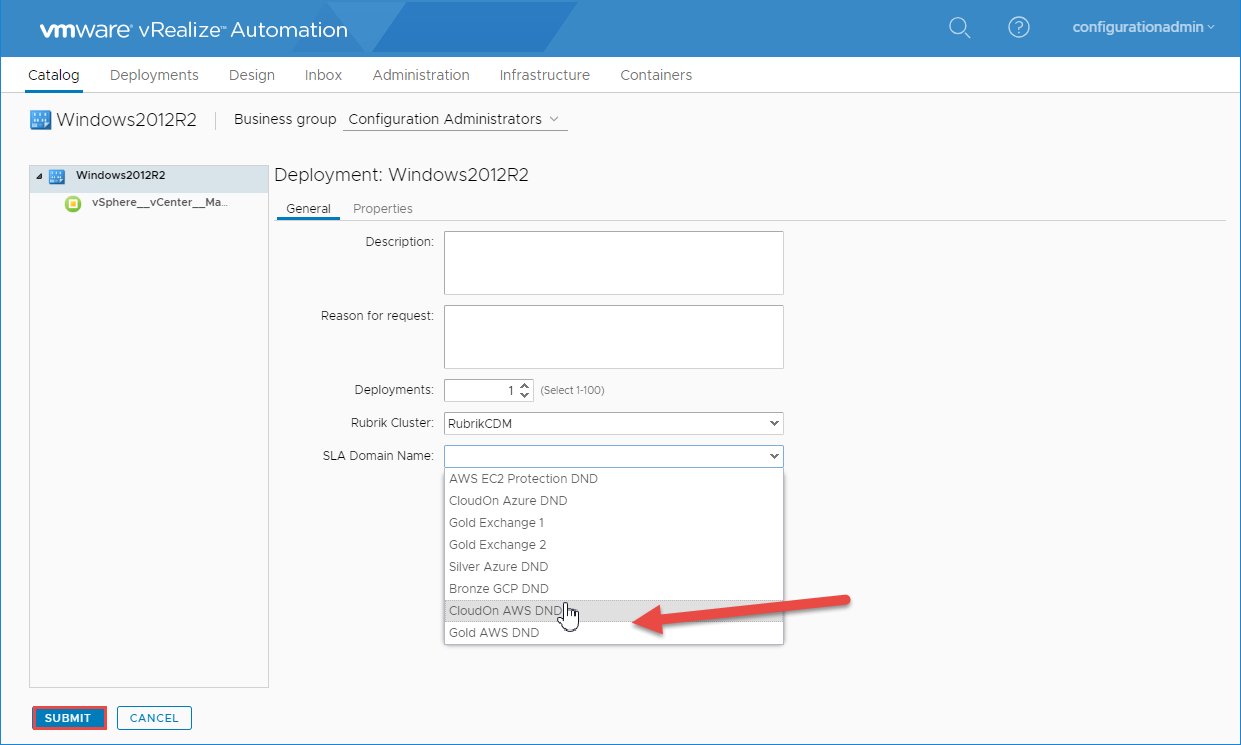 vmware vRealize™ Automation
configurationadmin
Catalog Deployments Design Inbox Administration Infrastructure Containers
Windows2012R2 Business group Configuration Administrators
Windows2012R2
vSphere__vCenter__Ma...
Deployment: Windows2012R2
General Properties
Description:
Reason for request:
Deployments: 1 (Select 1-100)
Rubrik Cluster: RubrikCDM
SLA Domain Name:
AWS EC2 Protection DND
CloudOn Azure DND
Gold Exchange 1
Gold Exchange 2
Silver Azure DND
Bronze GCP DND
CloudOn AWS DND
Gold AWS DND
SUBMIT CANCEL